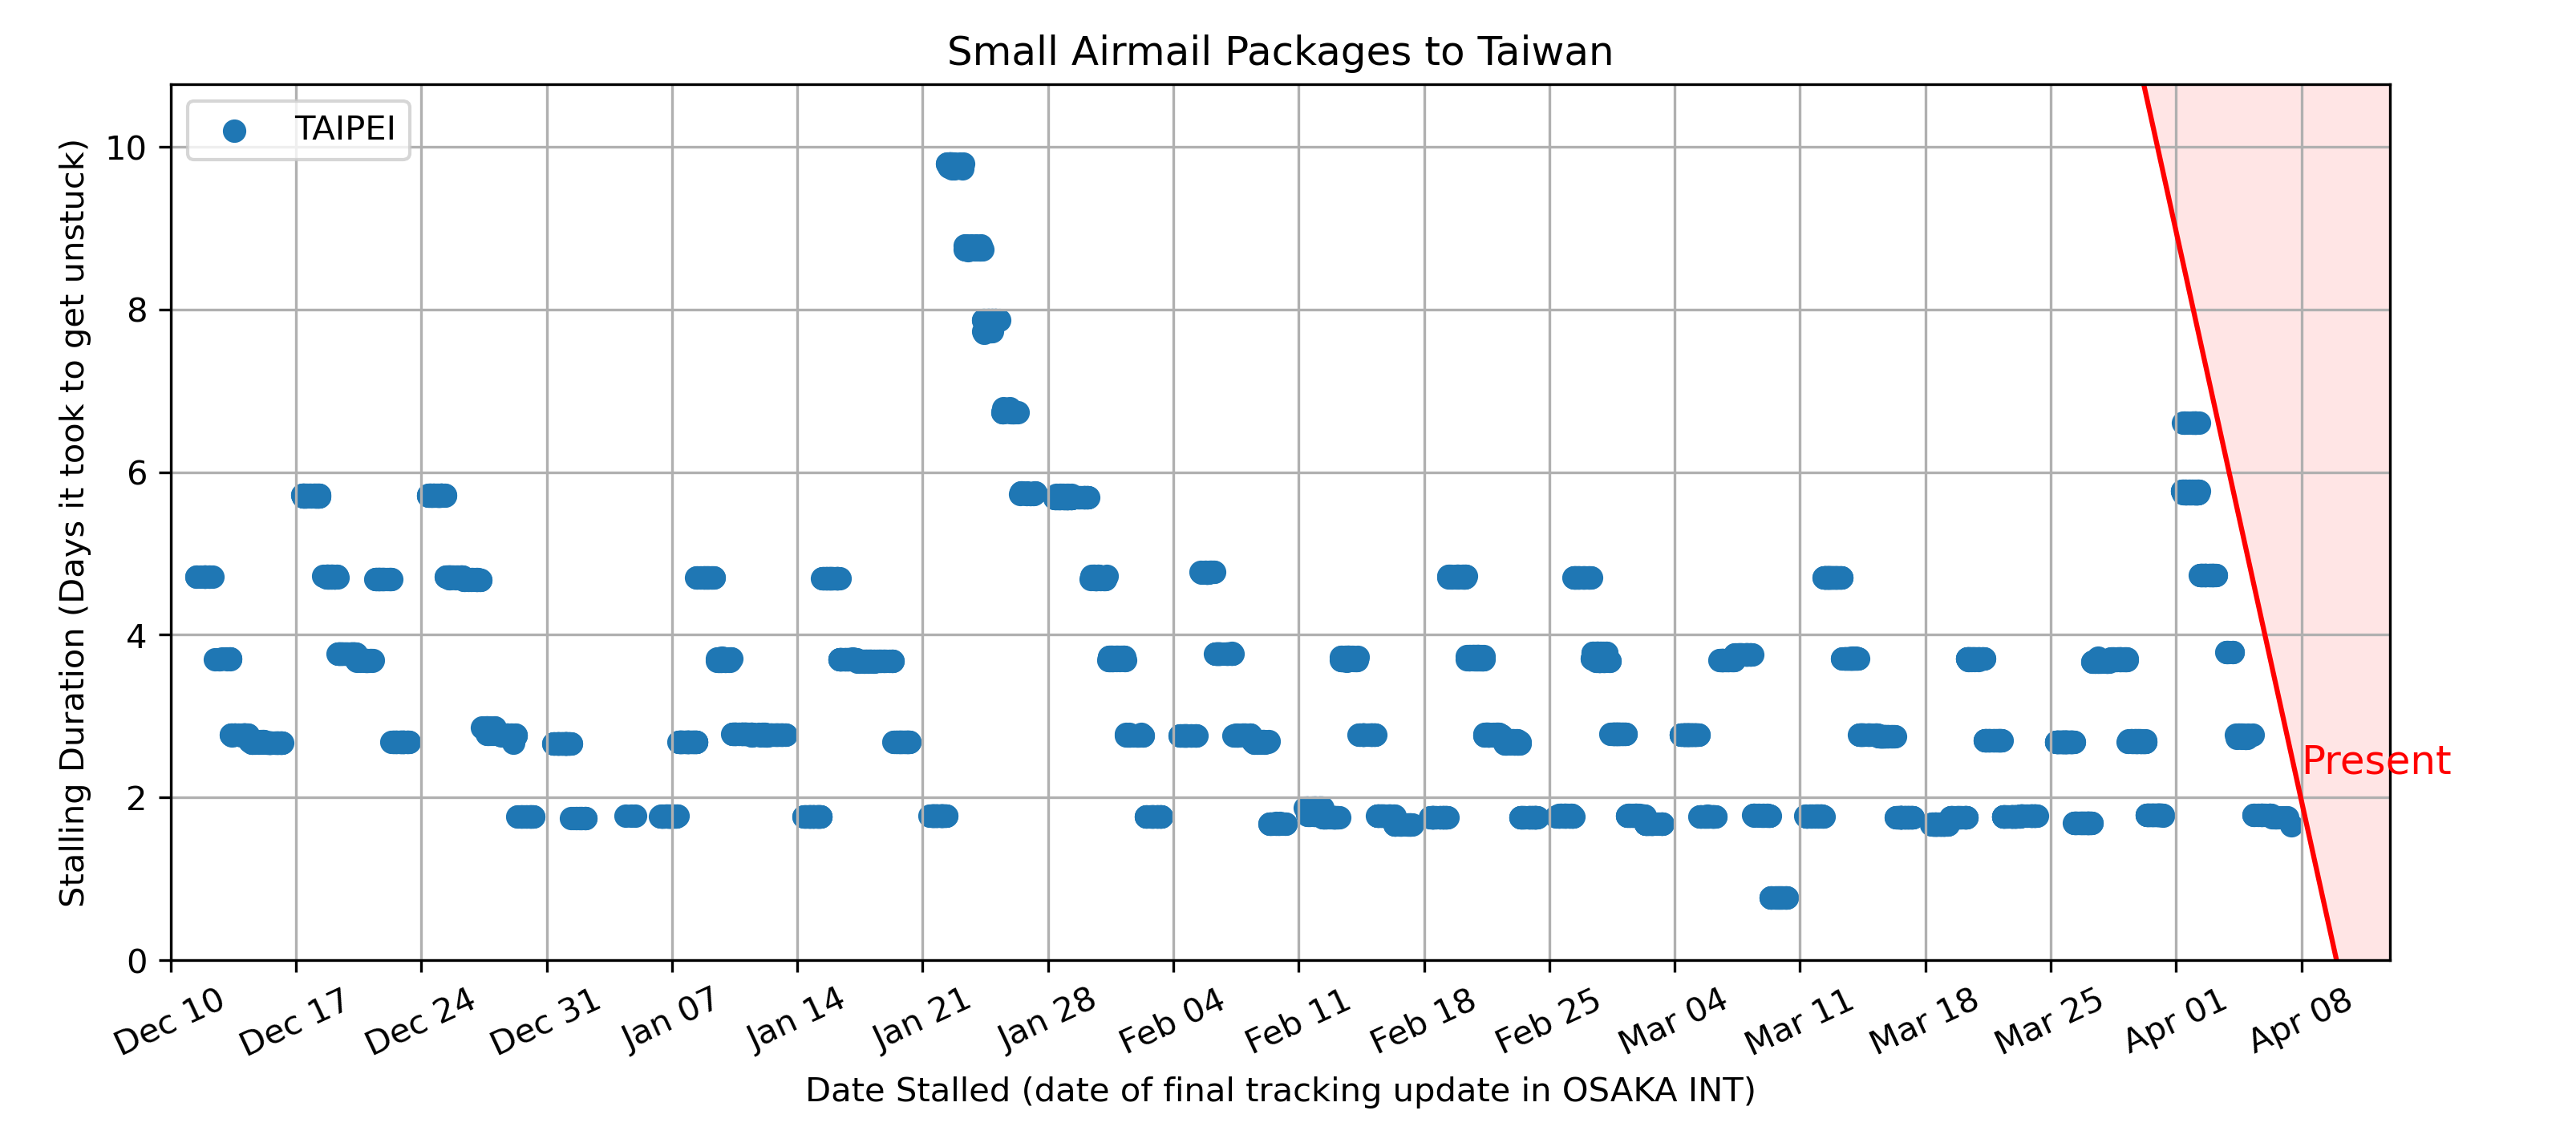 Small Airmail Packages to Taiwan
TAIPEI
Stalling Duration (Days it took to get unstuck)
10
8
6
4
2
0
Present
Dec 10
Dec 17
Dec 24
Dec 31
Jan 07
Jan 14
Jan 21
Jan 28
Feb 04
Feb 11
Feb 18
Feb 25
Mar 04
Mar 11
Mar 18
Mar 25
Apr 01
Apr 08
Date Stalled (date of final tracking update in OSAKA INT)